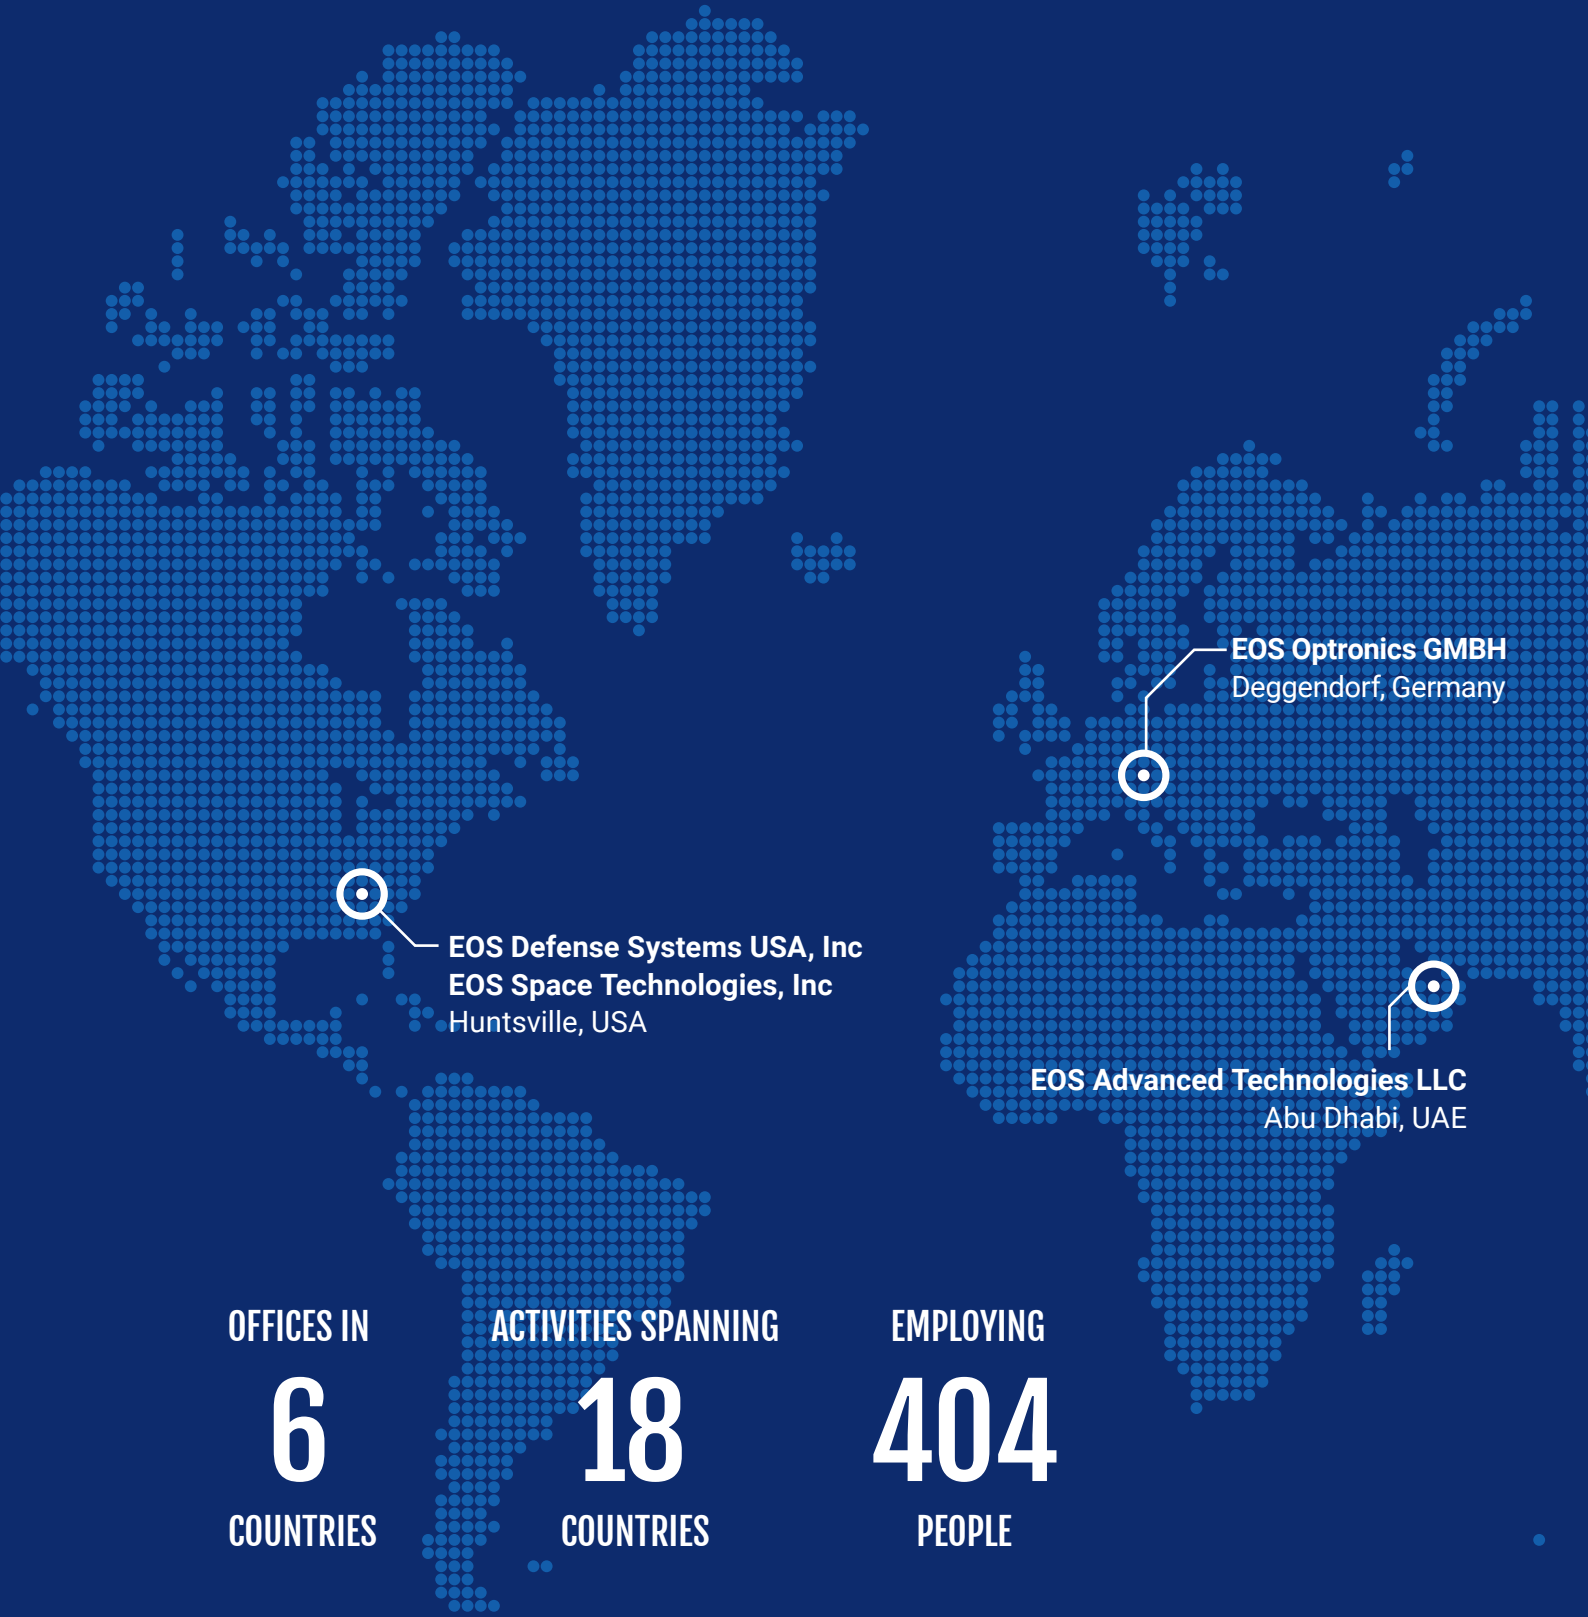 EOS Optronics GMBH
Deggendorf, Germany
EOS Defense Systems USA, Inc
EOS Space Technologies, Inc
Huntsville, USA
EOS Advanced Technologies LLC
Abu Dhabi, UAE
OFFICES IN
6
COUNTRIES
ACTIVITIES SPANNING
18
COUNTRIES
EMPLOYING
404
PEOPLE